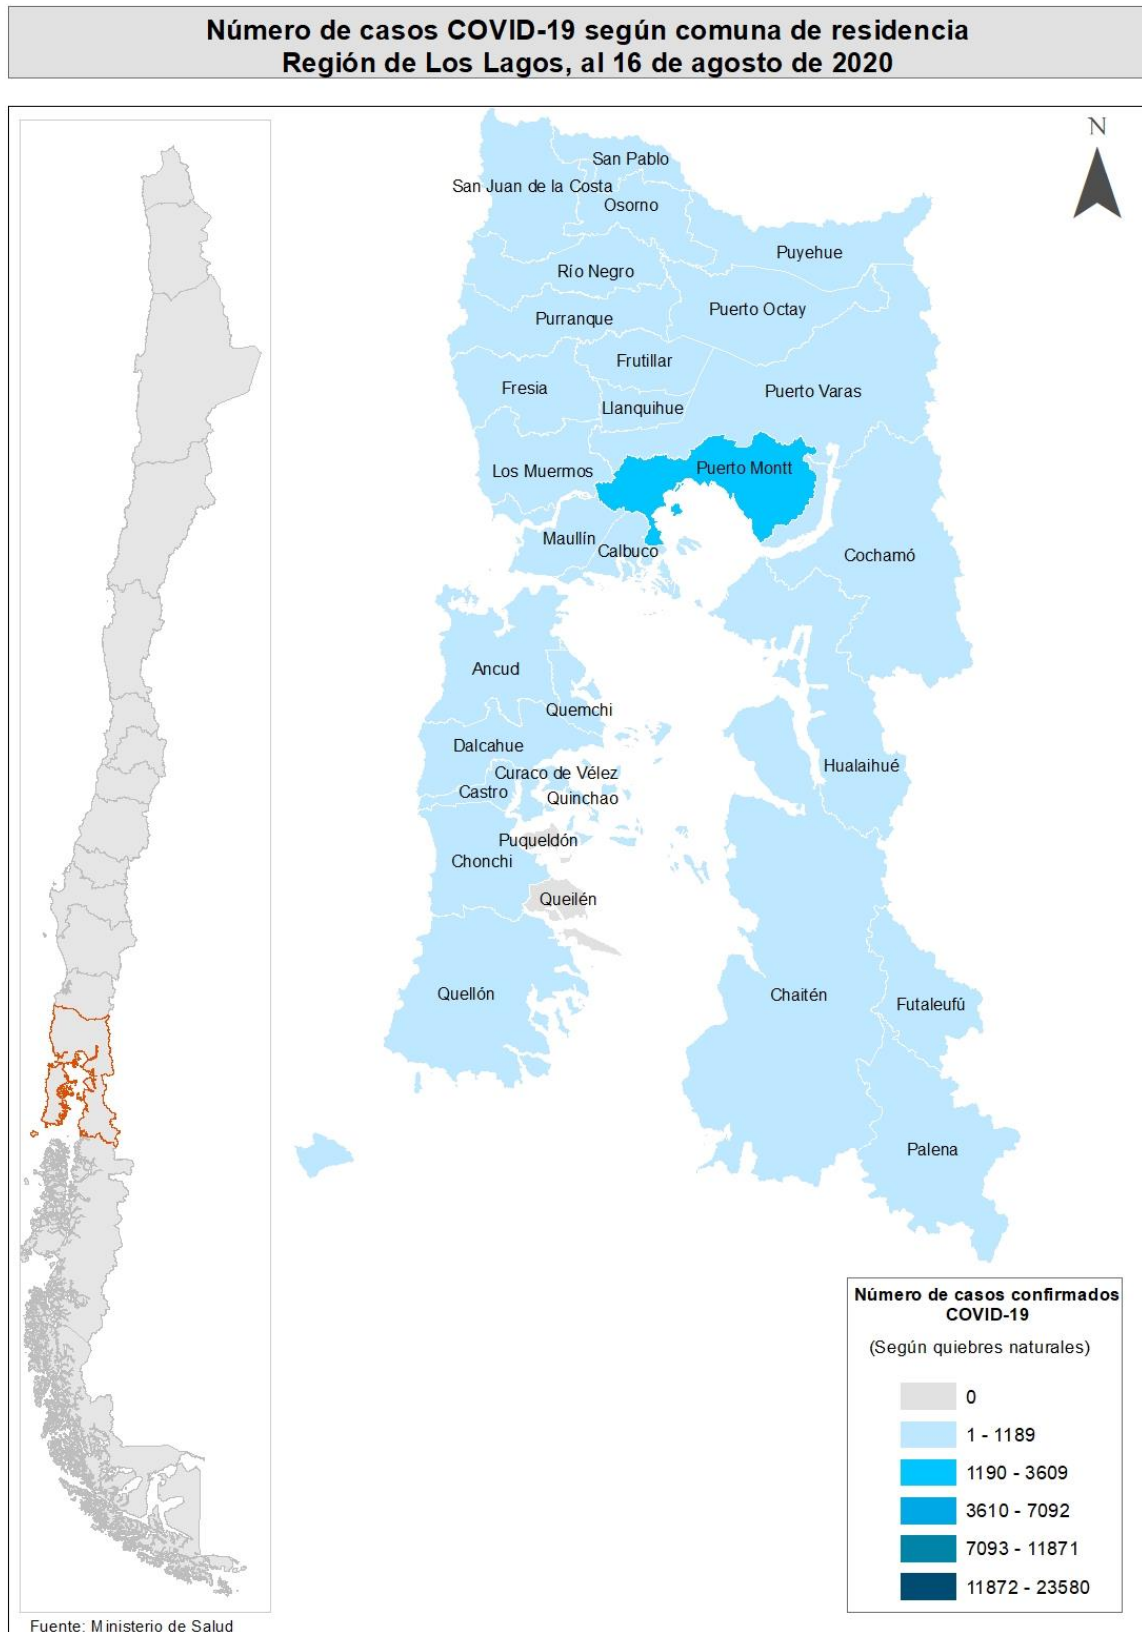 Número de casos COVID-19 según comuna de residencia
Región de Los Lagos, al 16 de agosto de 2020
N
San Pablo
San Juan de la Costa
Osorno
Puyehue
Río Negro
Puerto Octay
Purranque
Frutillar
Fresia
Puerto Varas
Llanquihue
Los Muermos
Puerto Montt
Maullín
Calbuco
Cochamó
Ancud
Quemchi
Dalcahue
Hualaihué
Curaco de Vélez
Castro
Quinchao
Puqueldón
Chonchi
Queilén
Quellón
Chaitén
Futaleufú
Palena
Número de casos confirmados
COVID-19
(Según quiebres naturales)
0
1 - 1189
1190 - 3609
3610 - 7092
7093 - 11871
11872 - 23580
Fuente: Ministerio de Salud